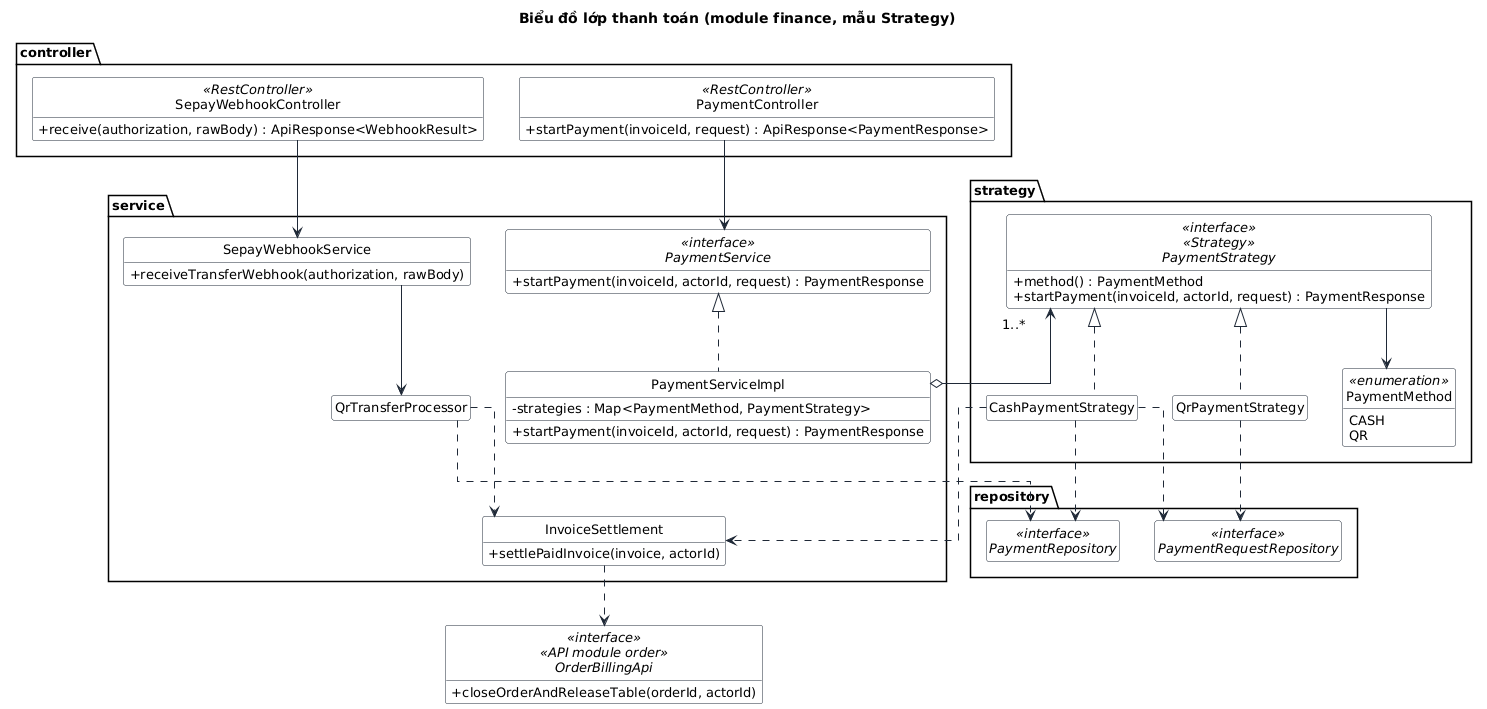 Biểu đồ lớp thanh toán (module finance, mẫu Strategy)
controller
«RestController»
SepayWebhookController
+receive(authorization, rawBody) : ApiResponse<WebhookResult>
«RestController»
PaymentController
+startPayment(invoiceId, request) : ApiResponse<PaymentResponse>
service
SepayWebhookService
+receiveTransferWebhook(authorization, rawBody)
«interface»
PaymentService
+startPayment(invoiceId, actorId, request) : PaymentResponse
strategy
«interface»
«Strategy»
PaymentStrategy
+method() : PaymentMethod
+startPayment(invoiceId, actorId, request) : PaymentResponse
1..*
QrTransferProcessor
PaymentServiceImpl
-strategies : Map<PaymentMethod, PaymentStrategy>
+startPayment(invoiceId, actorId, request) : PaymentResponse
CashPaymentStrategy
QrPaymentStrategy
«enumeration»
PaymentMethod
CASH
QR
InvoiceSettlement
+settlePaidInvoice(invoice, actorId)
repository
«interface»
PaymentRepository
«interface»
PaymentRequestRepository
«interface»
«API module order»
OrderBillingApi
+closeOrderAndReleaseTable(orderId, actorId)